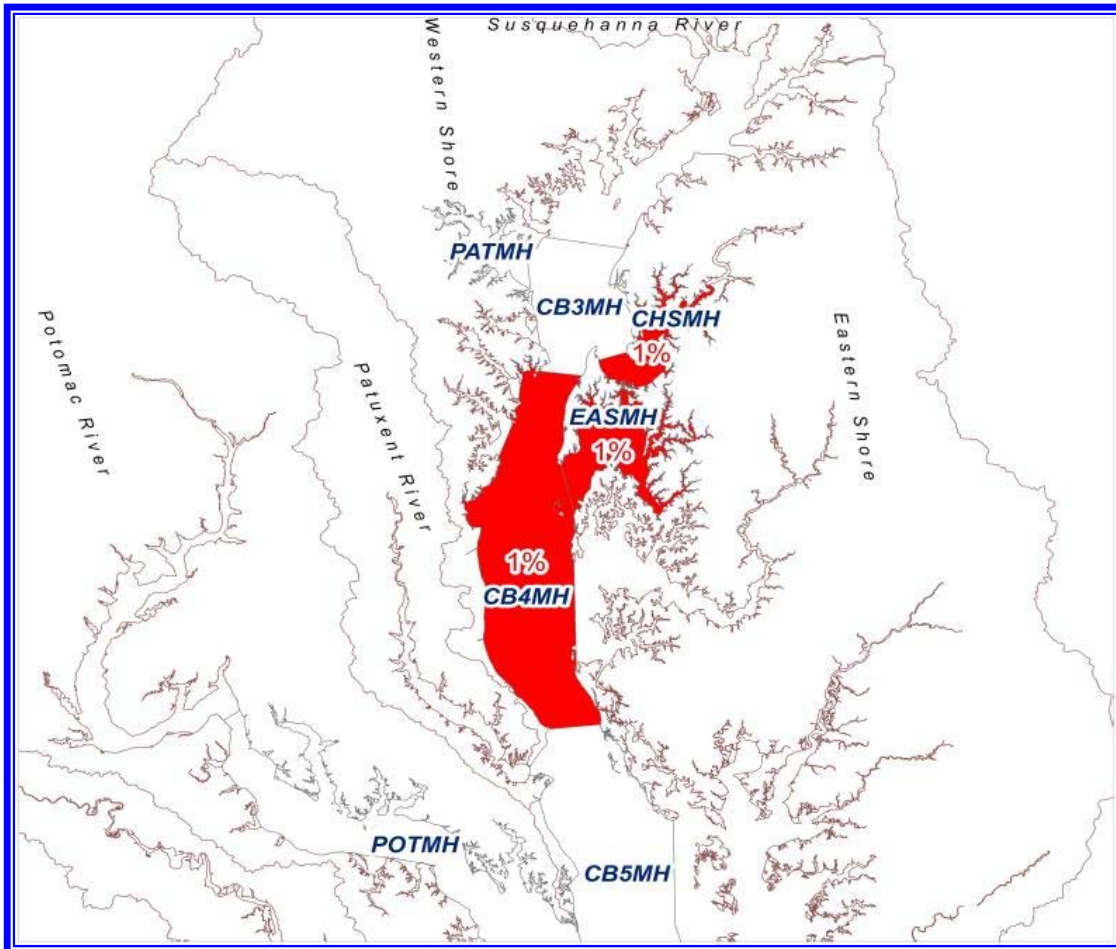 Susquehanna River
Western Shore
PATMH
CB3MH
CHSMH
1%
Potomac River
Patuxent River
Eastern Shore
EASMH
1%
1%
CB4MH
POTMH
CB5MH